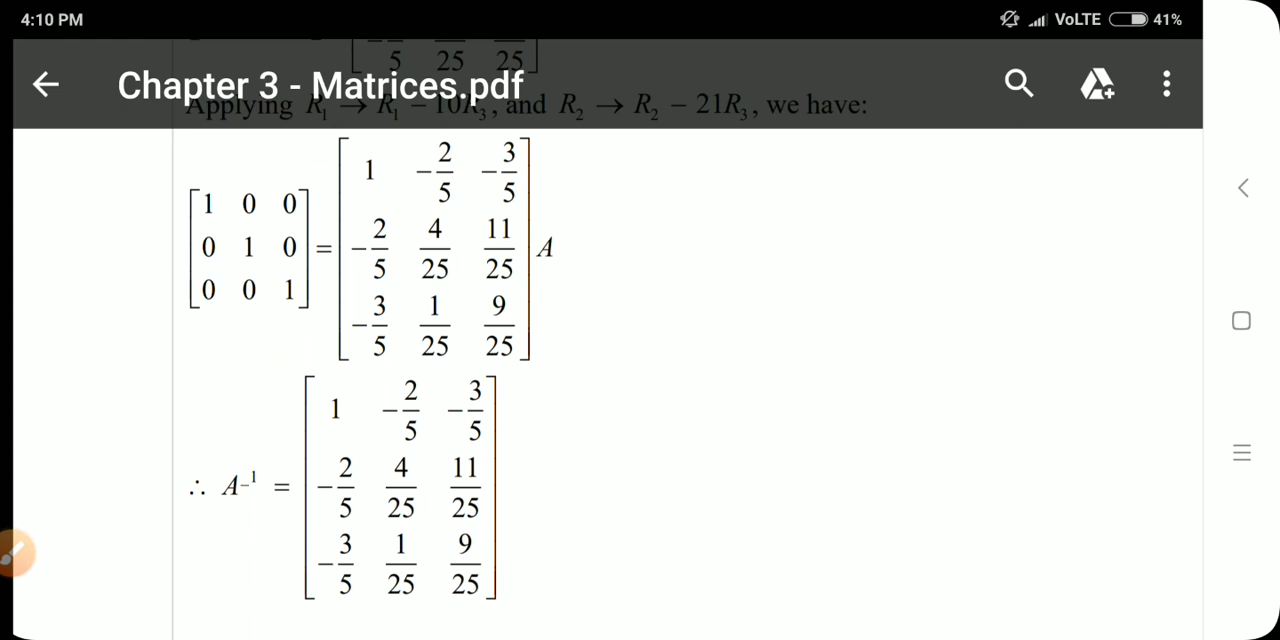 4:10 PM VoLTE 41%
5 25 25
Chapter 3 - Matrices.pdf
Applying R₁ → R₁ − 10R₃, and R₂ → R₂ − 21R₃, we have:
[1 0 0; 0 1 0; 0 0 1] = [1 −2/5 −3/5; −2/5 4/25 11/25; −3/5 1/25 9/25] A
∴ A⁻¹ = [1 −2/5 −3/5; −2/5 4/25 11/25; −3/5 1/25 9/25]